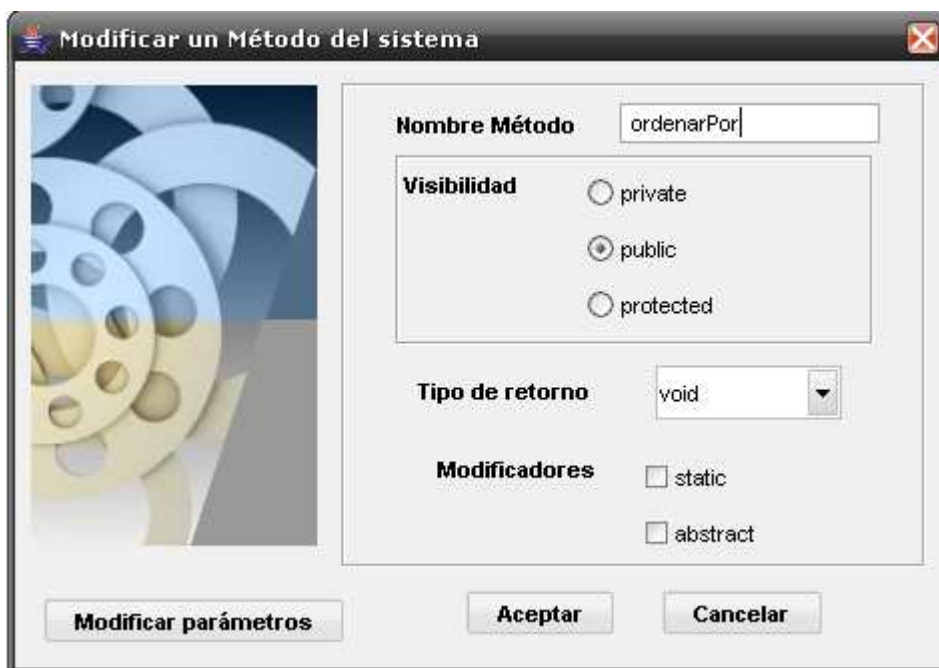 Modificar un Método del sistema
Nombre Método ordenarPor
Visibilidad private
public
protected
Tipo de retorno void
Modificadores static
abstract
Modificar parámetros Aceptar Cancelar